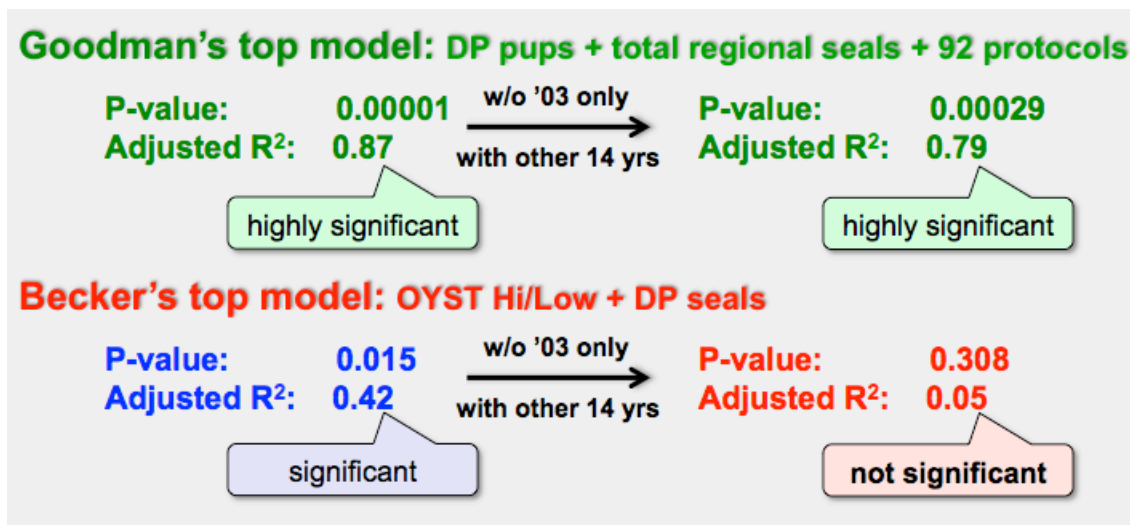 Goodman’s top model: DP pups + total regional seals + 92 protocols
P-value: 0.00001 w/o ’03 only P-value: 0.00029
Adjusted R²: 0.87 with other 14 yrs Adjusted R²: 0.79
highly significant highly significant
Becker’s top model: OYST Hi/Low + DP seals
P-value: 0.015 w/o ’03 only P-value: 0.308
Adjusted R²: 0.42 with other 14 yrs Adjusted R²: 0.05
significant not significant